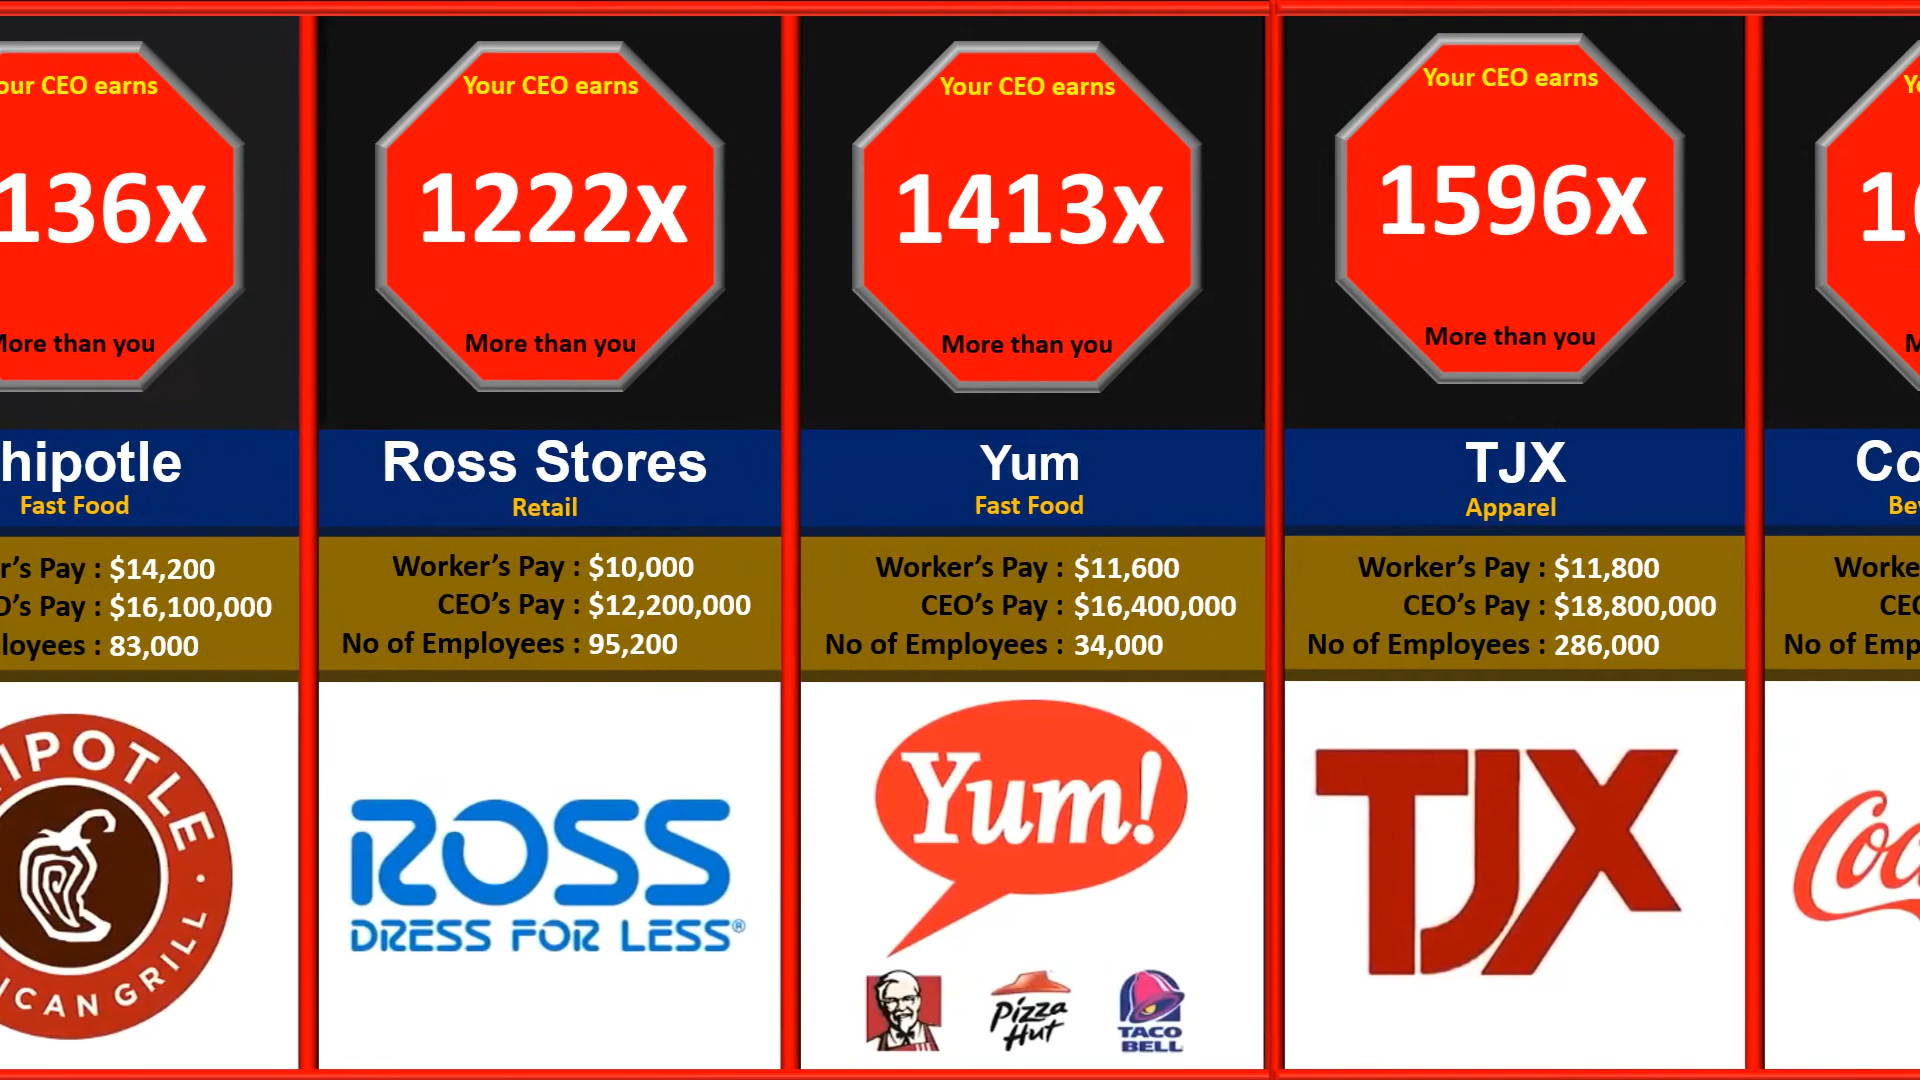 our CEO earns
136x
More than you
hipotle
Fast Food
r's Pay : $14,200
O's Pay : $16,100,000
loyees : 83,000
IPOTLE
ICAN GRILL
Your CEO earns
1222x
More than you
Ross Stores
Retail
Worker's Pay : $10,000
CEO's Pay : $12,200,000
No of Employees : 95,200
ROSS
DRESS FOR LESS®
Your CEO earns
1413x
More than you
Yum
Fast Food
Worker's Pay : $11,600
CEO's Pay : $16,400,000
No of Employees : 34,000
Yum!
Pizza
Hut
TACO
BELL
Your CEO earns
1596x
More than you
TJX
Apparel
Worker's Pay : $11,800
CEO's Pay : $18,800,000
No of Employees : 286,000
TJX
Co
Be
Worke
CEO
No of Emp
Coc